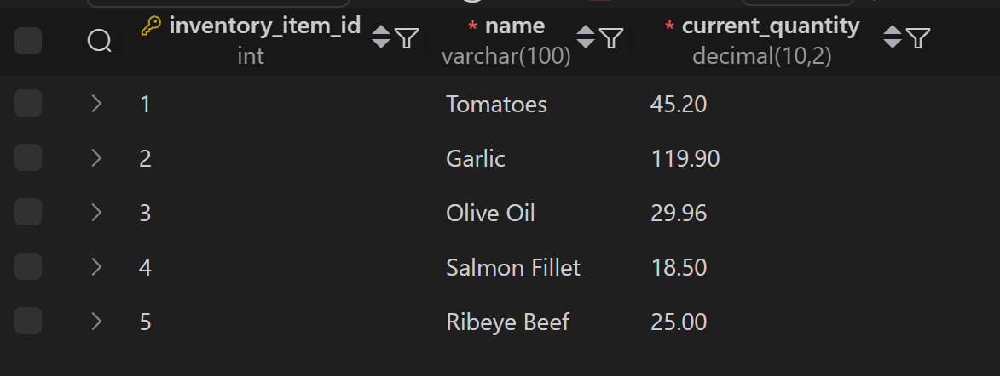 inventory_item_id * name * current_quantity
int varchar(100) decimal(10,2)
1 Tomatoes 45.20
2 Garlic 119.90
3 Olive Oil 29.96
4 Salmon Fillet 18.50
5 Ribeye Beef 25.00